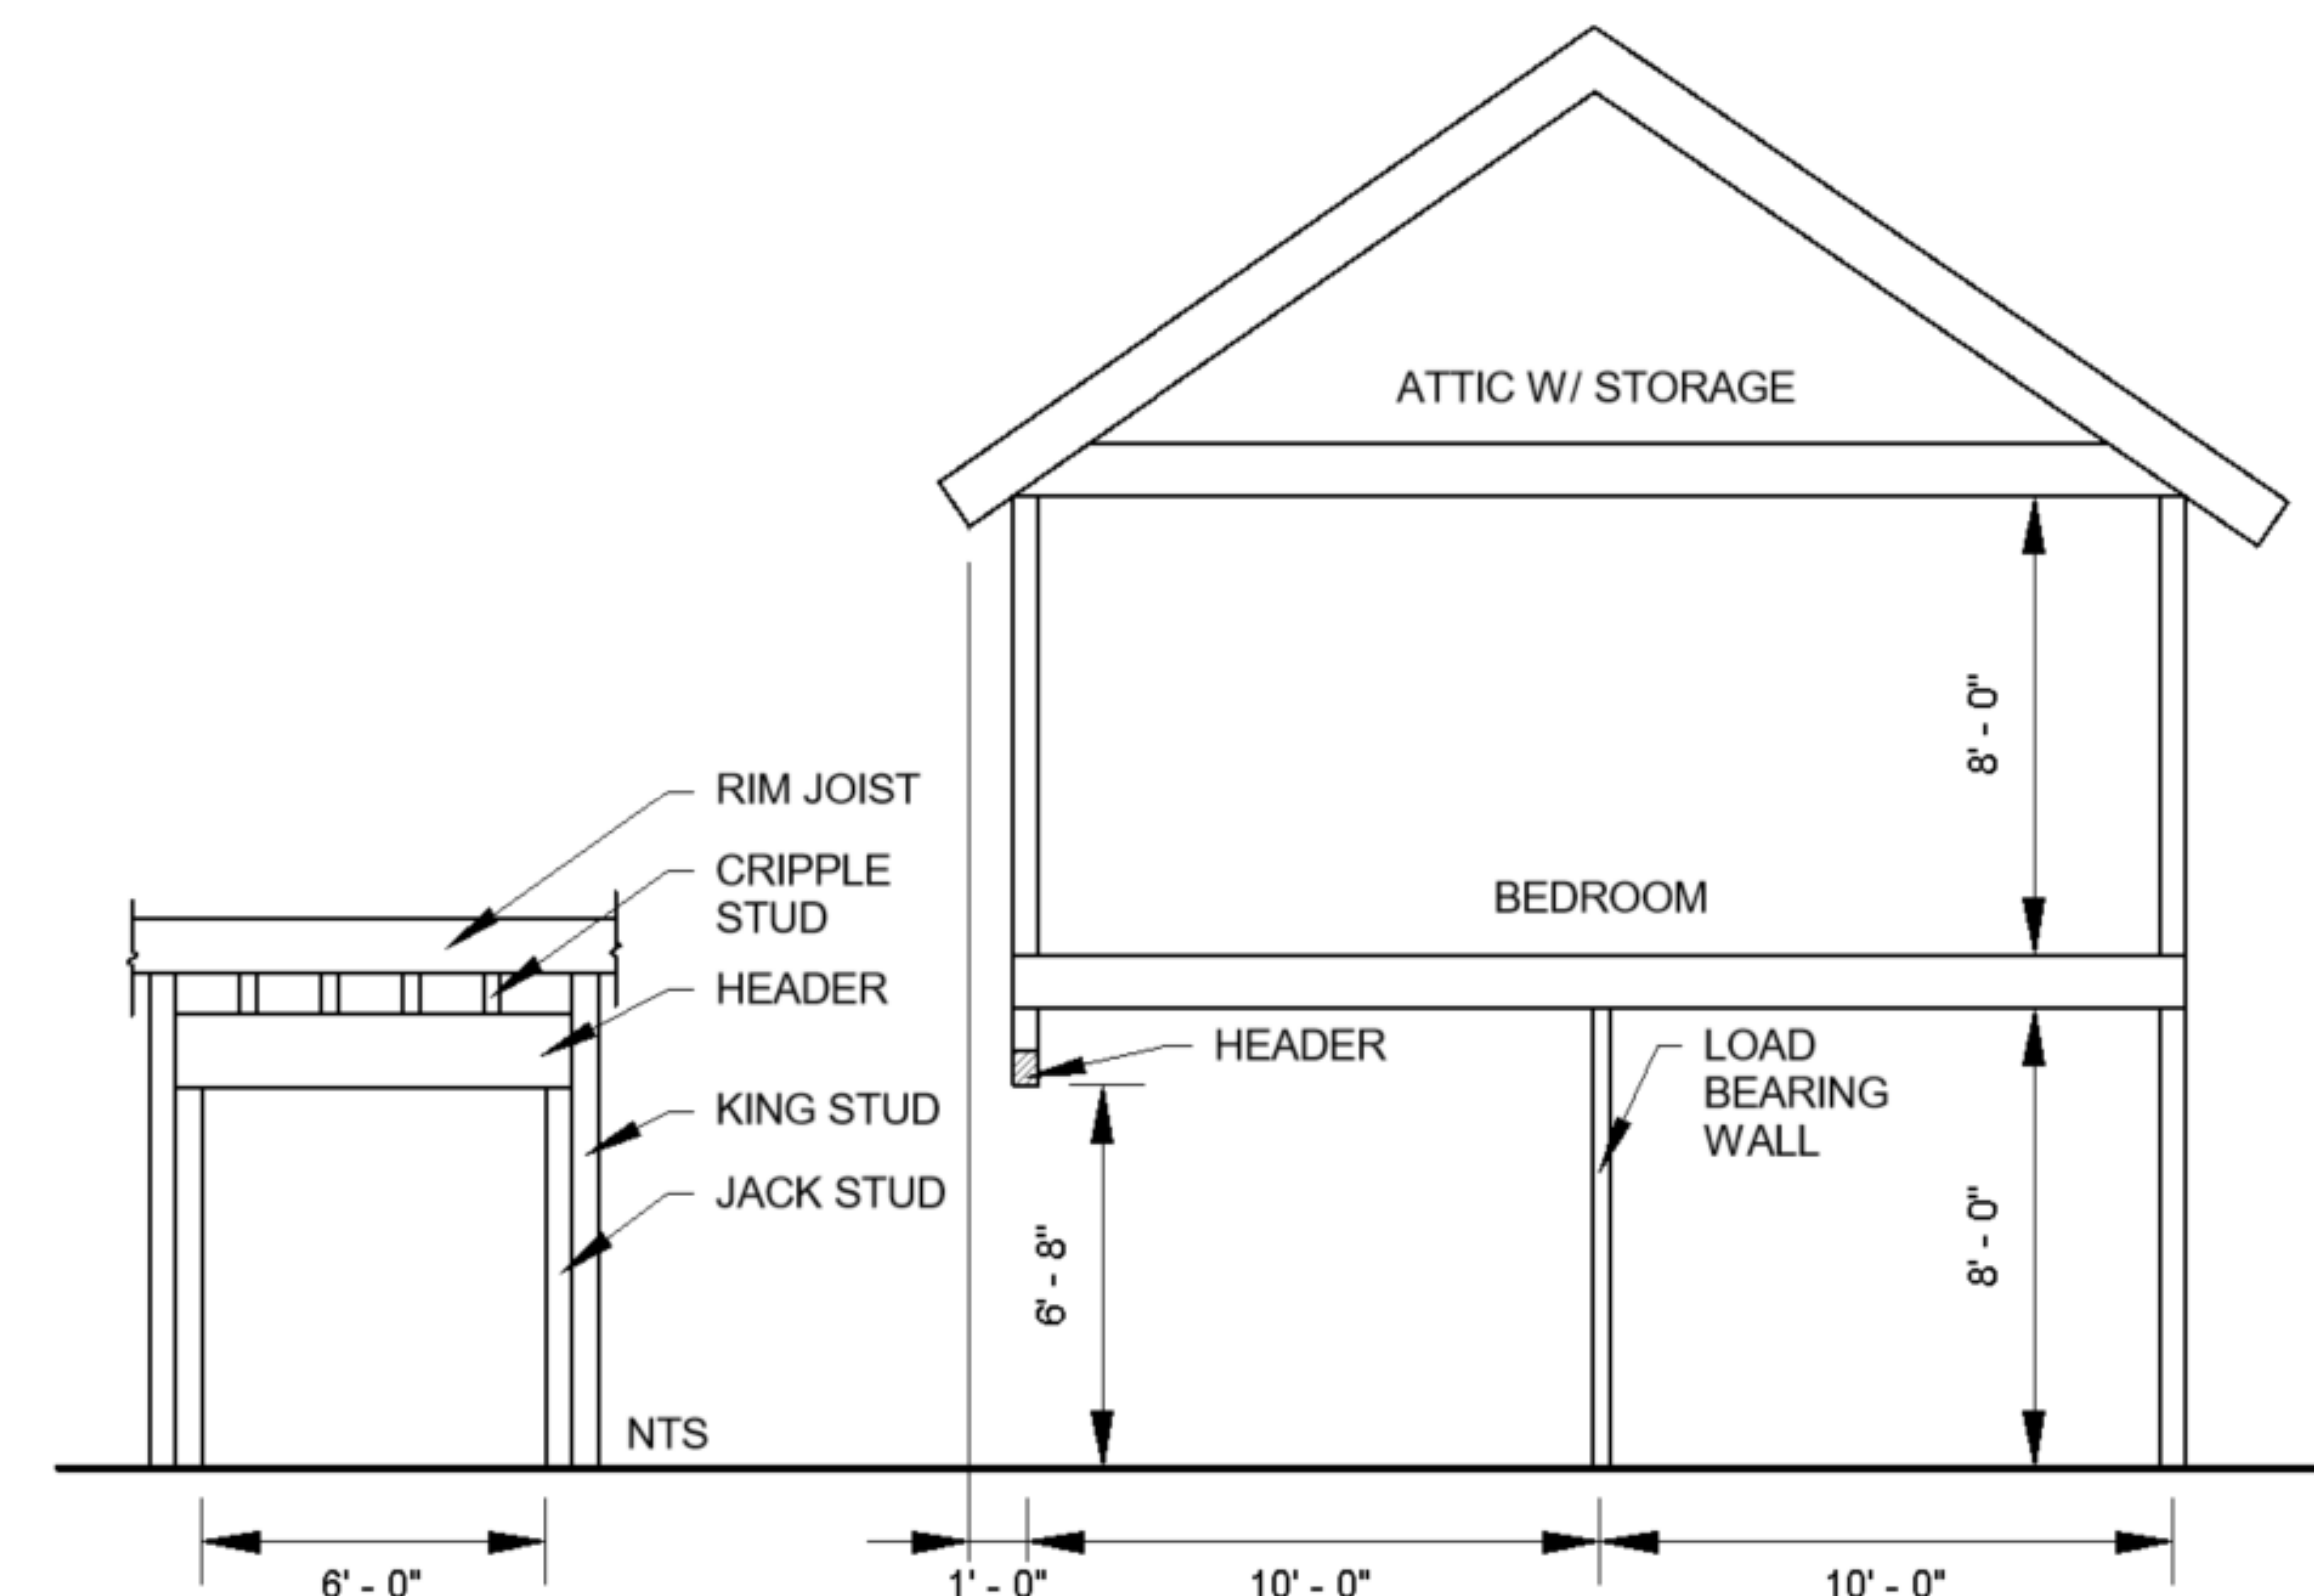 ATTIC W/ STORAGE
8' - 0"
RIM JOIST
CRIPPLE
STUD
HEADER
KING STUD
JACK STUD
NTS
BEDROOM
HEADER
LOAD
BEARING
WALL
6' - 8"
8' - 0"
6' - 0"
1' - 0"
10' - 0"
10' - 0"